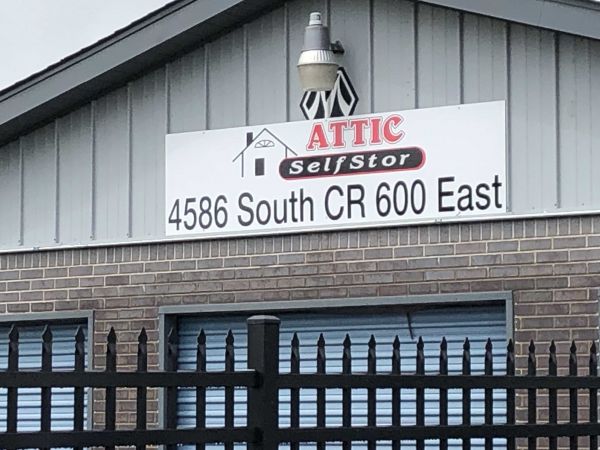 ATTIC
SelfStor
4586 South CR 600 East